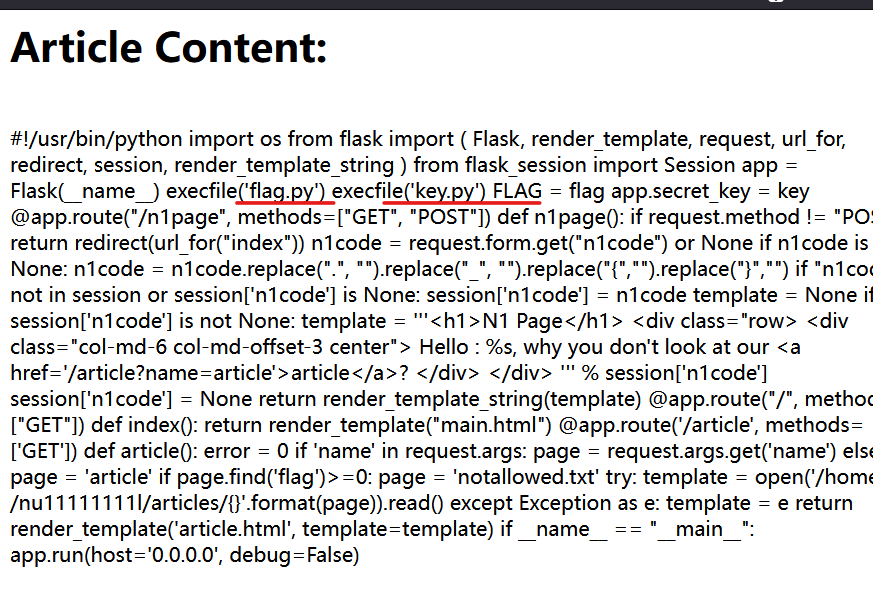 Article Content:
#!/usr/bin/python import os from flask import ( Flask, render_template, request, url_for,
redirect, session, render_template_string ) from flask_session import Session app =
Flask(__name__) execfile('flag.py') execfile('key.py') FLAG = flag app.secret_key = key
@app.route("/n1page", methods=["GET", "POST"]) def n1page(): if request.method != "PO
return redirect(url_for("index")) n1code = request.form.get("n1code") or None if n1code is
None: n1code = n1code.replace(".", "").replace("_", "").replace("{","").replace("}","") if "n1co
not in session or session['n1code'] is None: session['n1code'] = n1code template = None if
session['n1code'] is not None: template = '''<h1>N1 Page</h1> <div class="row> <div
class="col-md-6 col-md-offset-3 center"> Hello : %s, why you don't look at our <a
href='/article?name=article'>article</a>? </div> </div> ''' % session['n1code']
session['n1code'] = None return render_template_string(template) @app.route("/", method
["GET"]) def index(): return render_template("main.html") @app.route('/article', methods=
['GET']) def article(): error = 0 if 'name' in request.args: page = request.args.get('name') else
page = 'article' if page.find('flag')>=0: page = 'notallowed.txt' try: template = open('/home
/nu11111111l/articles/{}'.format(page)).read() except Exception as e: template = e return
render_template('article.html', template=template) if __name__ == "__main__":
app.run(host='0.0.0.0', debug=False)